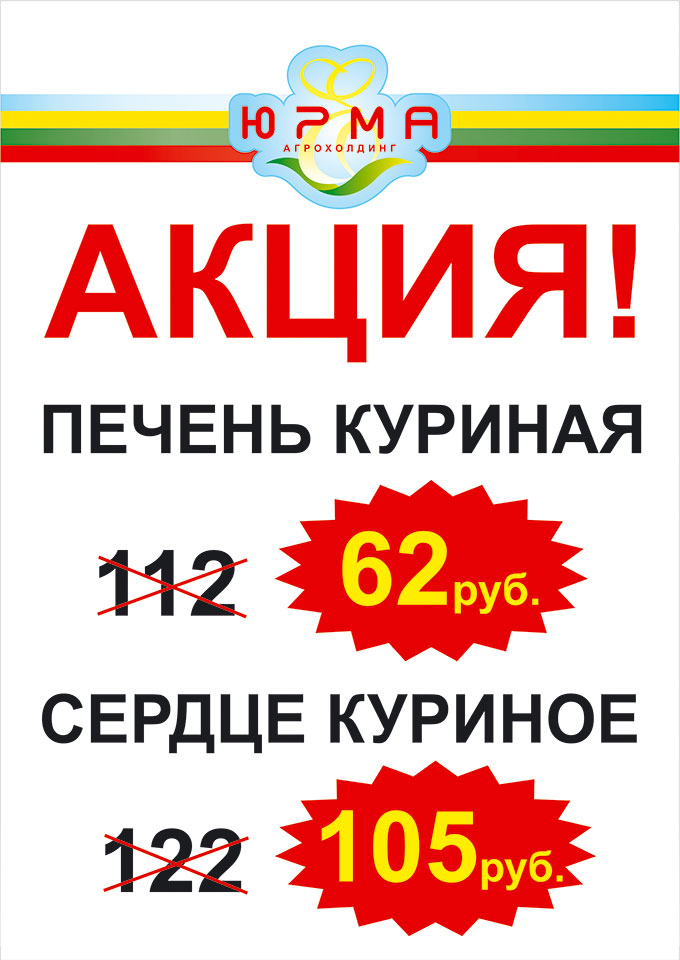 ЮРМА
АГРОХОЛДИНГ
АКЦИЯ!
ПЕЧЕНЬ КУРИНАЯ
112 62руб.
СЕРДЦЕ КУРИНОЕ
122 105руб.